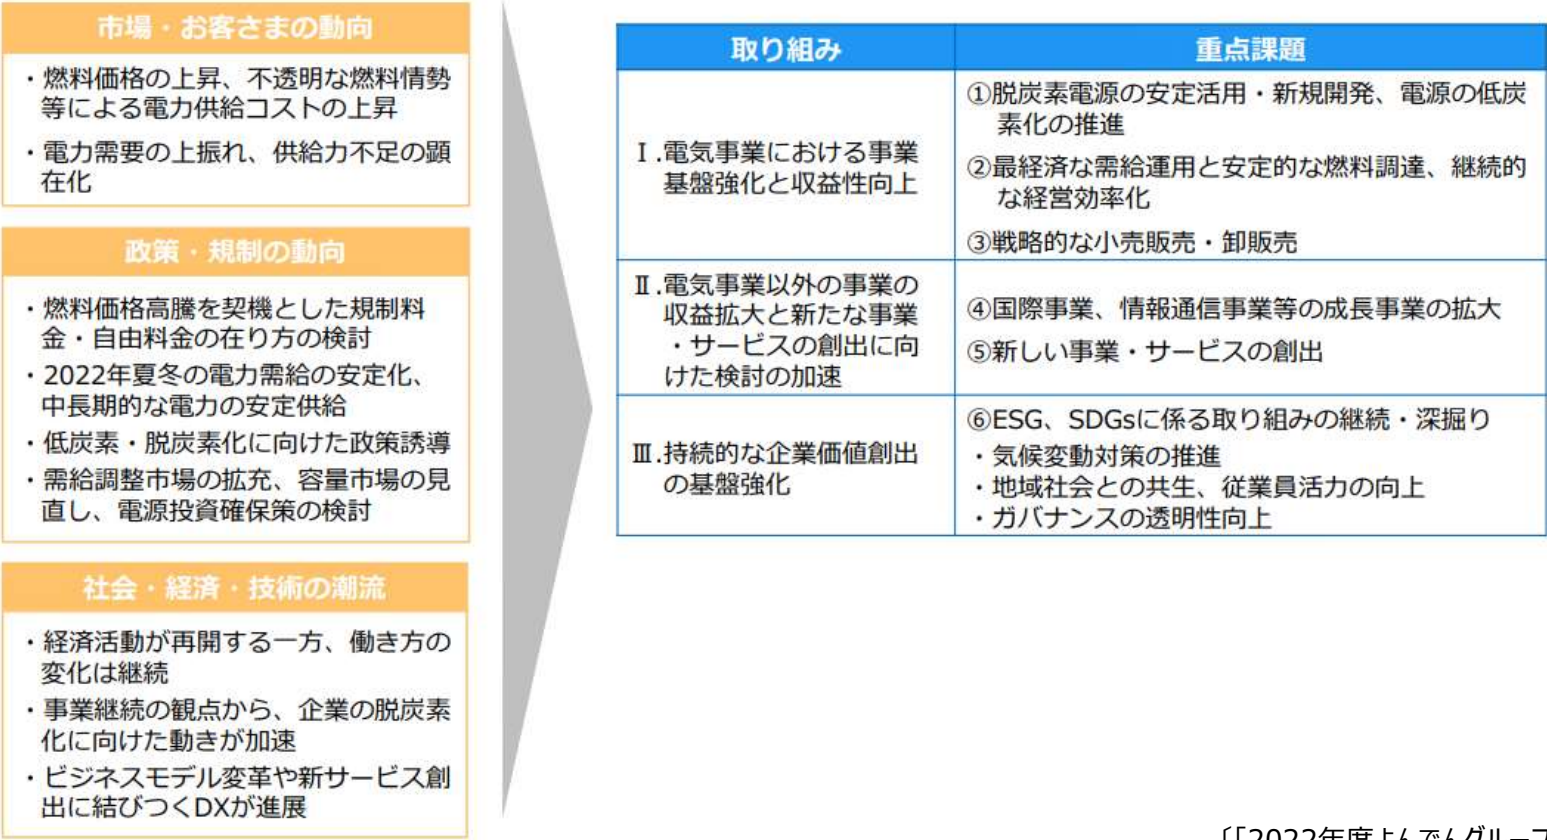 市場・お客さまの動向
・燃料価格の上昇、不透明な燃料情勢
等による電力供給コストの上昇
・電力需要の上振れ、供給力不足の顕
在化
政策・規制の動向
・燃料価格高騰を契機とした規制料
金・自由料金の在り方の検討
・2022年夏冬の電力需給の安定化、
中長期的な電力の安定供給
・低炭素・脱炭素化に向けた政策誘導
・需給調整市場の拡充、容量市場の見
直し、電源投資確保策の検討
社会・経済・技術の潮流
・経済活動が再開する一方、働き方の
変化は継続
・事業継続の観点から、企業の脱炭素
化に向けた動きが加速
・ビジネスモデル変革や新サービス創
出に結びつくDXが進展
取り組み
重点課題
Ⅰ.電気事業における事業
基盤強化と収益性向上
①脱炭素電源の安定活用・新規開発、電源の低炭
素化の推進
②最経済な需給運用と安定的な燃料調達、継続的
な経営効率化
③戦略的な小売販売・卸販売
Ⅱ.電気事業以外の事業の
収益拡大と新たな事業
・サービスの創出に向
けた検討の加速
④国際事業、情報通信事業等の成長事業の拡大
⑤新しい事業・サービスの創出
Ⅲ.持続的な企業価値創出
の基盤強化
⑥ESG、SDGsに係る取り組みの継続・深掘り
・気候変動対策の推進
・地域社会との共生、従業員活力の向上
・ガバナンスの透明性向上
〔「2022年度よんでんグループ